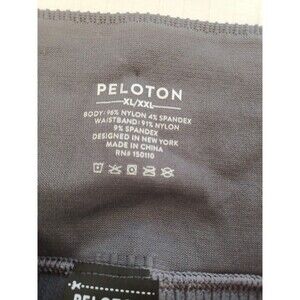 PELOTON
XL/XXL
BODY: 96% NYLON 4% SPANDEX
WAISTBAND: 91% NYLON
9% SPANDEX
DESIGNED IN NEW YORK
MADE IN CHINA
RN# 150110
PELOTON